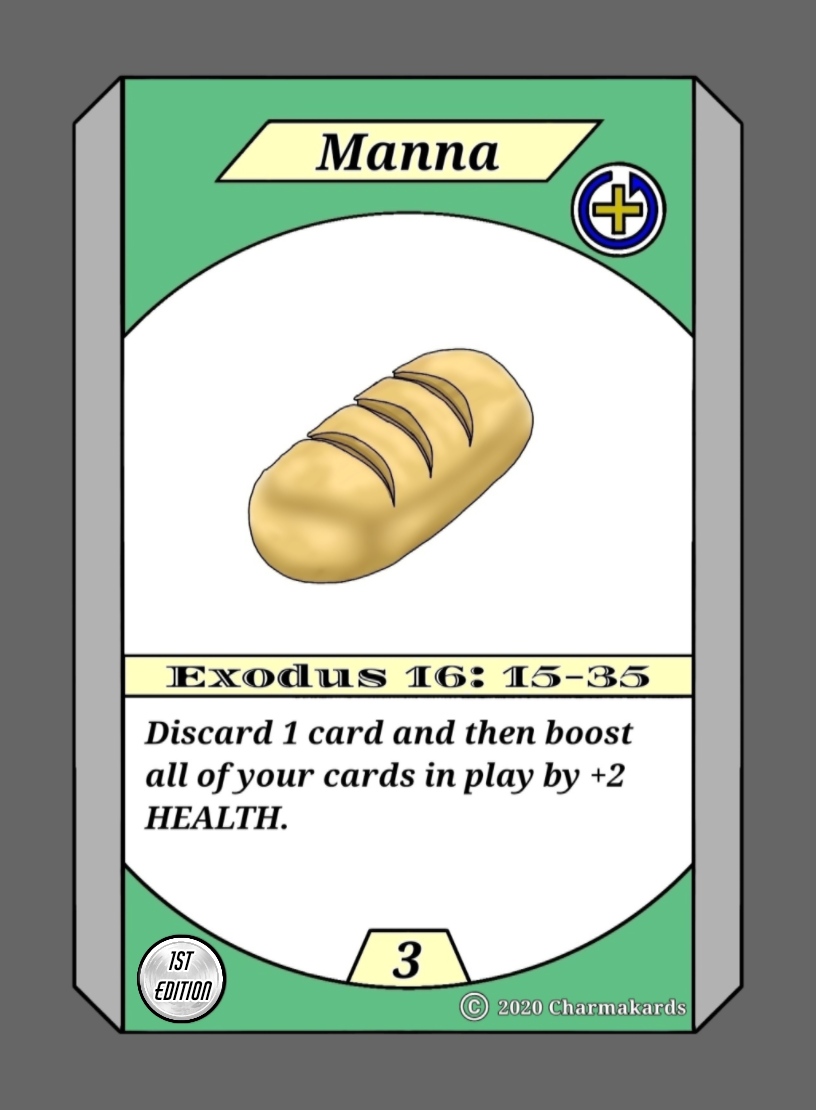 Manna
Exodus 16: 15-35
Discard 1 card and then boost
all of your cards in play by +2
HEALTH.
3
1ST
EDITION
© 2020 Charmakards